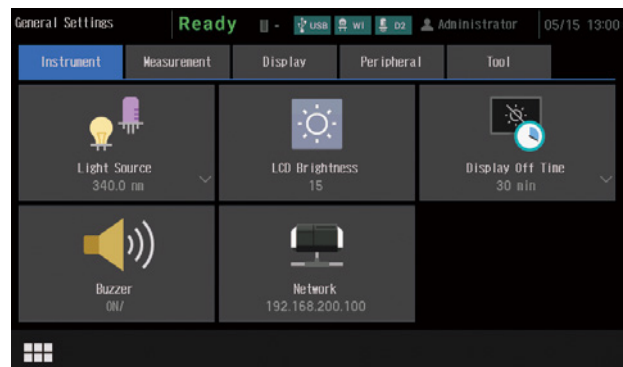 General Settings Ready - USB WI D2 Administrator 05/15 13:00
Instrument Measurement Display Peripheral Tool
Light Source LCD Brightness Display Off Time
340.0 nm 15 30 min
Buzzer Network
ON/ 192.168.200.100